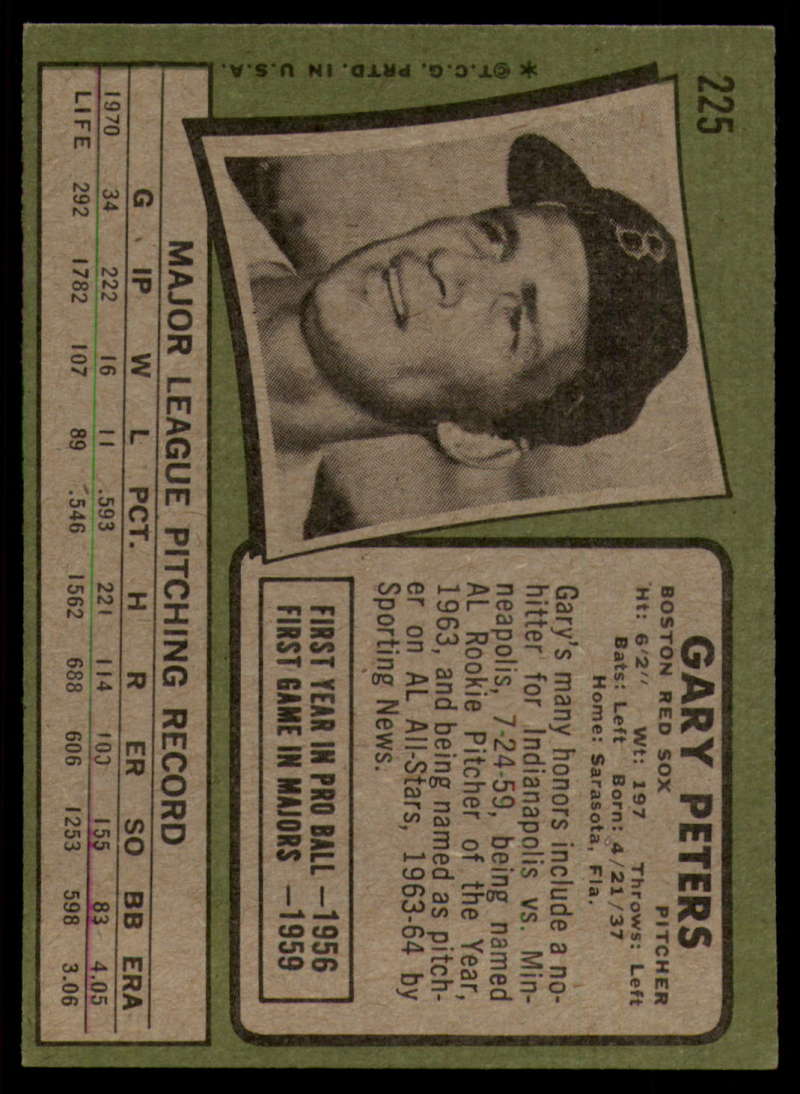 225
✶ ©T.C.G. PRTD. IN U.S.A.
B
GARY PETERS
BOSTON RED SOX PITCHER
Ht: 6'2" Wt: 197 Throws: Left
Bats: Left Born: 4/21/37
Home: Sarasota, Fla.
Gary's many honors include a no-
hitter for Indianapolis vs. Min-
neapolis, 7-24-59, being named
AL Rookie Pitcher of the Year,
1963, and being named as pitch-
er on AL All-Stars, 1963-64 by
Sporting News.
FIRST YEAR IN PRO BALL —1956
FIRST GAME IN MAJORS —1959
MAJOR LEAGUE PITCHING RECORD
G IP W L PCT. H R ER SO BB ERA
1970 34 222 16 11 .593 221 114 100 155 83 4.05
LIFE 292 1782 107 89 .546 1562 688 606 1253 598 3.06